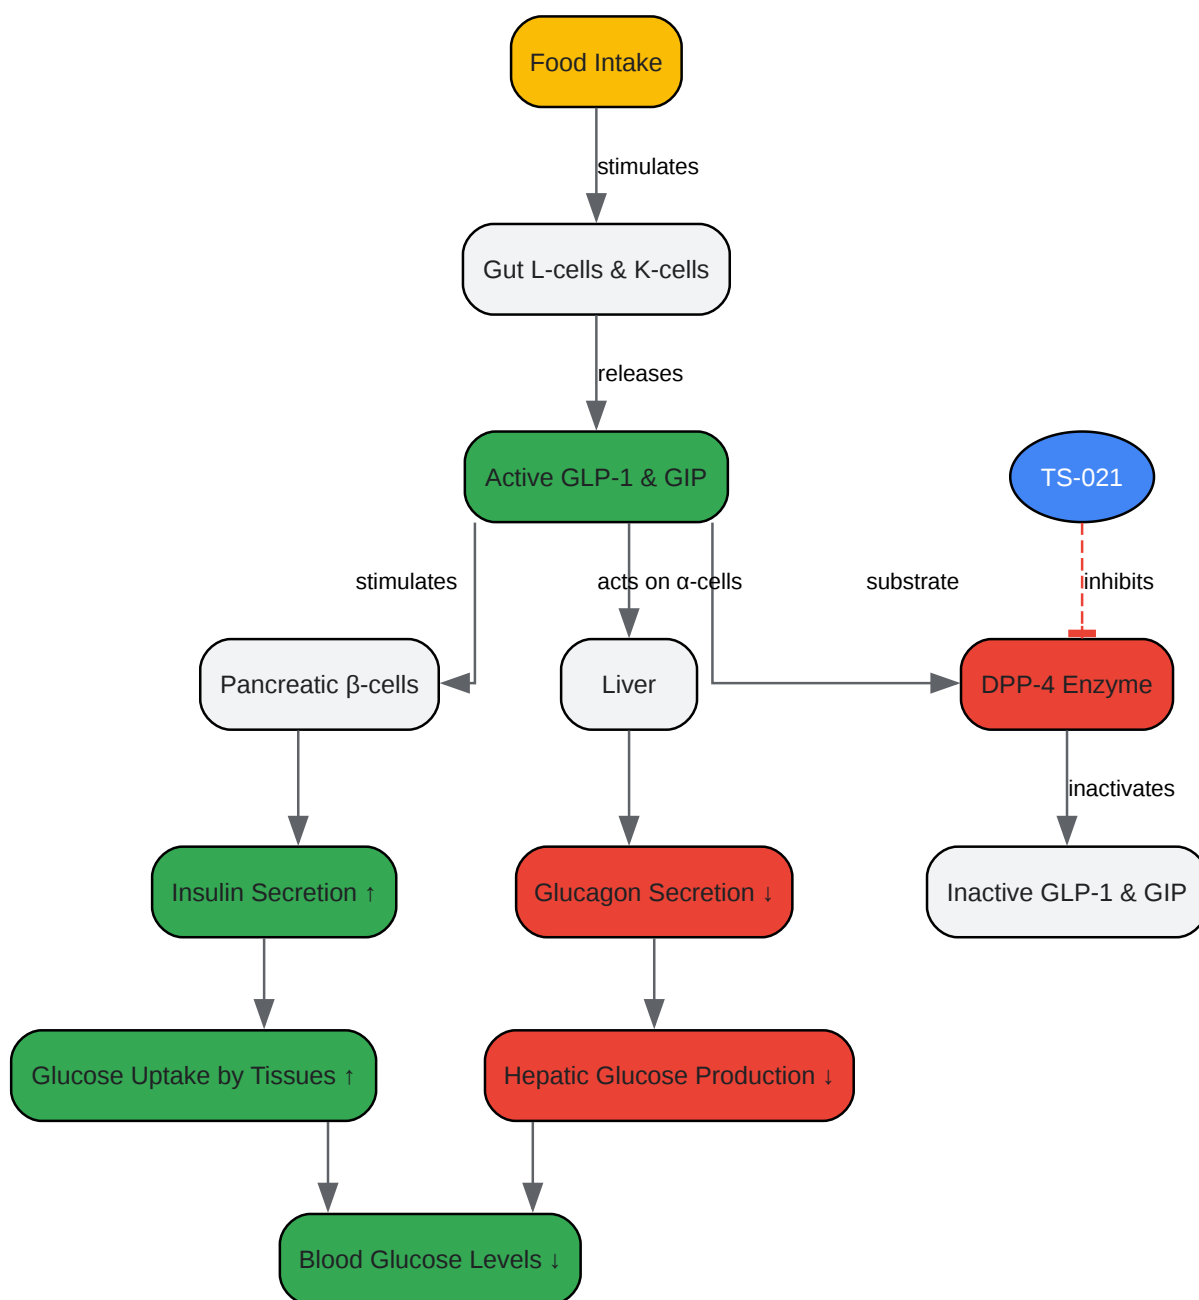 Food Intake
stimulates
Gut L-cells & K-cells
releases
Active GLP-1 & GIP
TS-021
stimulates
acts on α-cells
substrate
inhibits
Pancreatic β-cells
Liver
DPP-4 Enzyme
inactivates
Insulin Secretion ↑
Glucagon Secretion ↓
Inactive GLP-1 & GIP
Glucose Uptake by Tissues ↑
Hepatic Glucose Production ↓
Blood Glucose Levels ↓